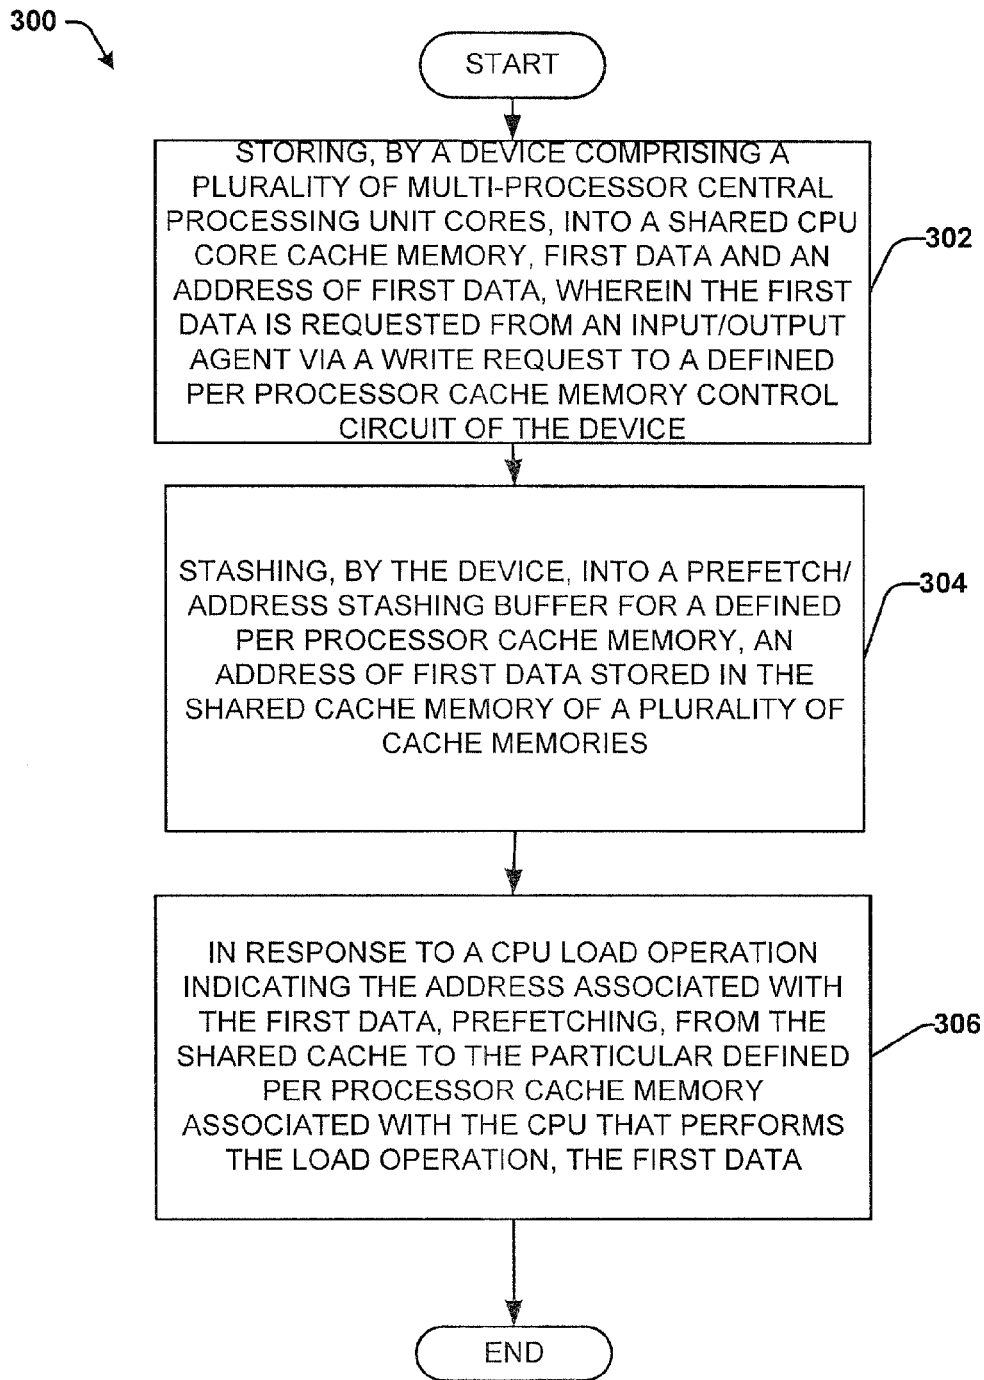 300
START
STORING, BY A DEVICE COMPRISING A
PLURALITY OF MULTI-PROCESSOR CENTRAL
PROCESSING UNIT CORES, INTO A SHARED CPU
CORE CACHE MEMORY, FIRST DATA AND AN
ADDRESS OF FIRST DATA, WHEREIN THE FIRST
DATA IS REQUESTED FROM AN INPUT/OUTPUT
AGENT VIA A WRITE REQUEST TO A DEFINED
PER PROCESSOR CACHE MEMORY CONTROL
CIRCUIT OF THE DEVICE
302
STASHING, BY THE DEVICE, INTO A PREFETCH/
ADDRESS STASHING BUFFER FOR A DEFINED
PER PROCESSOR CACHE MEMORY, AN
ADDRESS OF FIRST DATA STORED IN THE
SHARED CACHE MEMORY OF A PLURALITY OF
CACHE MEMORIES
304
IN RESPONSE TO A CPU LOAD OPERATION
INDICATING THE ADDRESS ASSOCIATED WITH
THE FIRST DATA, PREFETCHING, FROM THE
SHARED CACHE TO THE PARTICULAR DEFINED
PER PROCESSOR CACHE MEMORY
ASSOCIATED WITH THE CPU THAT PERFORMS
THE LOAD OPERATION, THE FIRST DATA
306
END